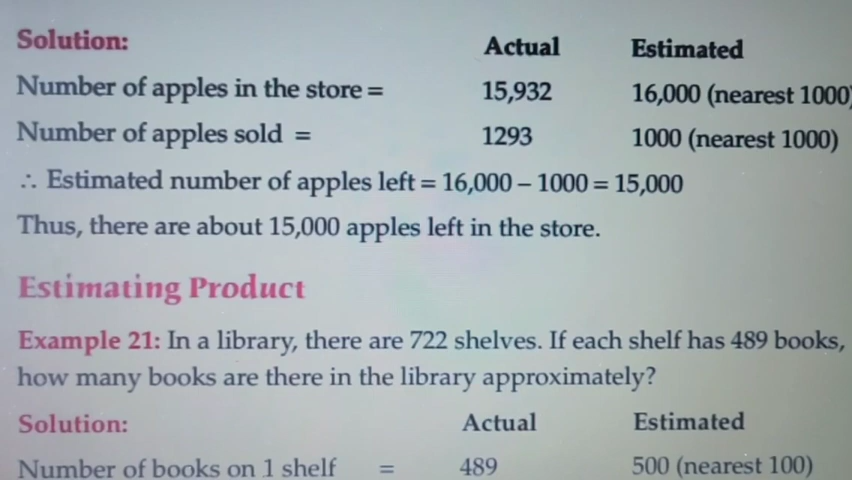 Solution: Actual Estimated
Number of apples in the store = 15,932 16,000 (nearest 1000)
Number of apples sold = 1293 1000 (nearest 1000)
∴ Estimated number of apples left = 16,000 – 1000 = 15,000
Thus, there are about 15,000 apples left in the store.
Estimating Product
Example 21: In a library, there are 722 shelves. If each shelf has 489 books,
how many books are there in the library approximately?
Solution: Actual Estimated
Number of books on 1 shelf = 489 500 (nearest 100)